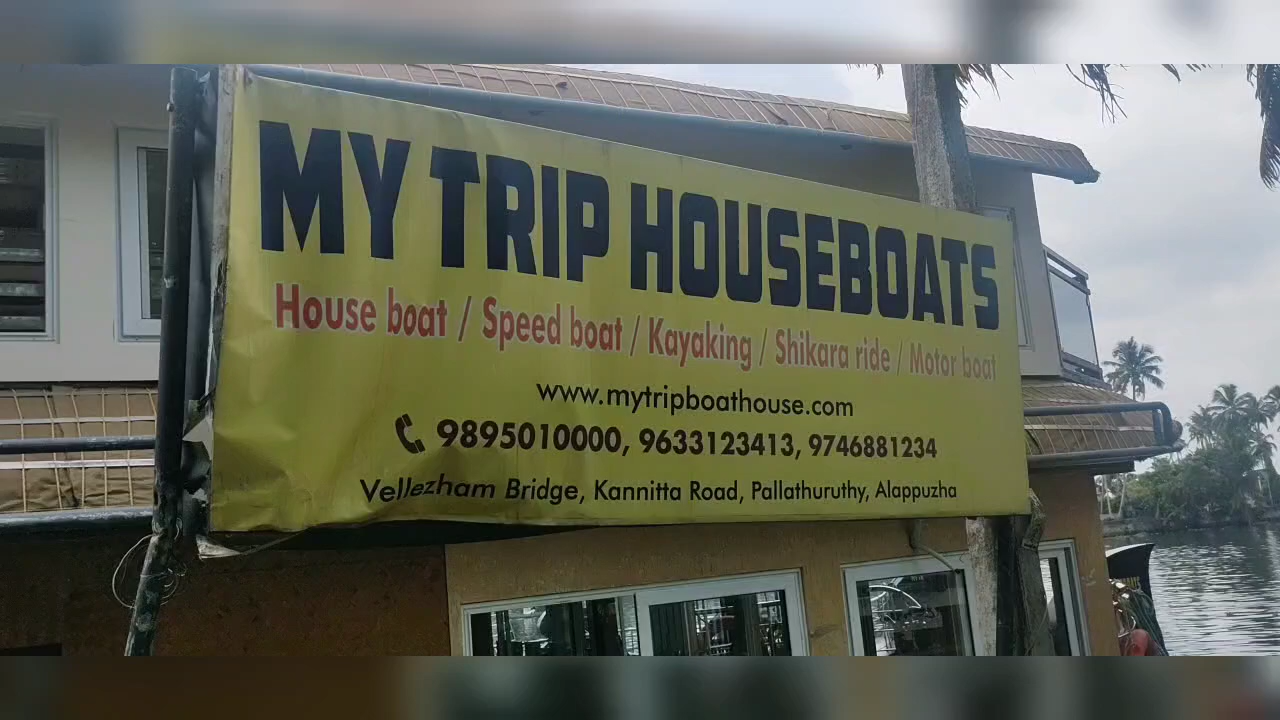 MY TRIP HOUSEBOATS
House boat / Speed boat / Kayaking / Shikara ride / Motor boat
www.mytripboathouse.com
9895010000, 9633123413, 9746881234
Vellezham Bridge, Kannitta Road, Pallathuruthy, Alappuzha